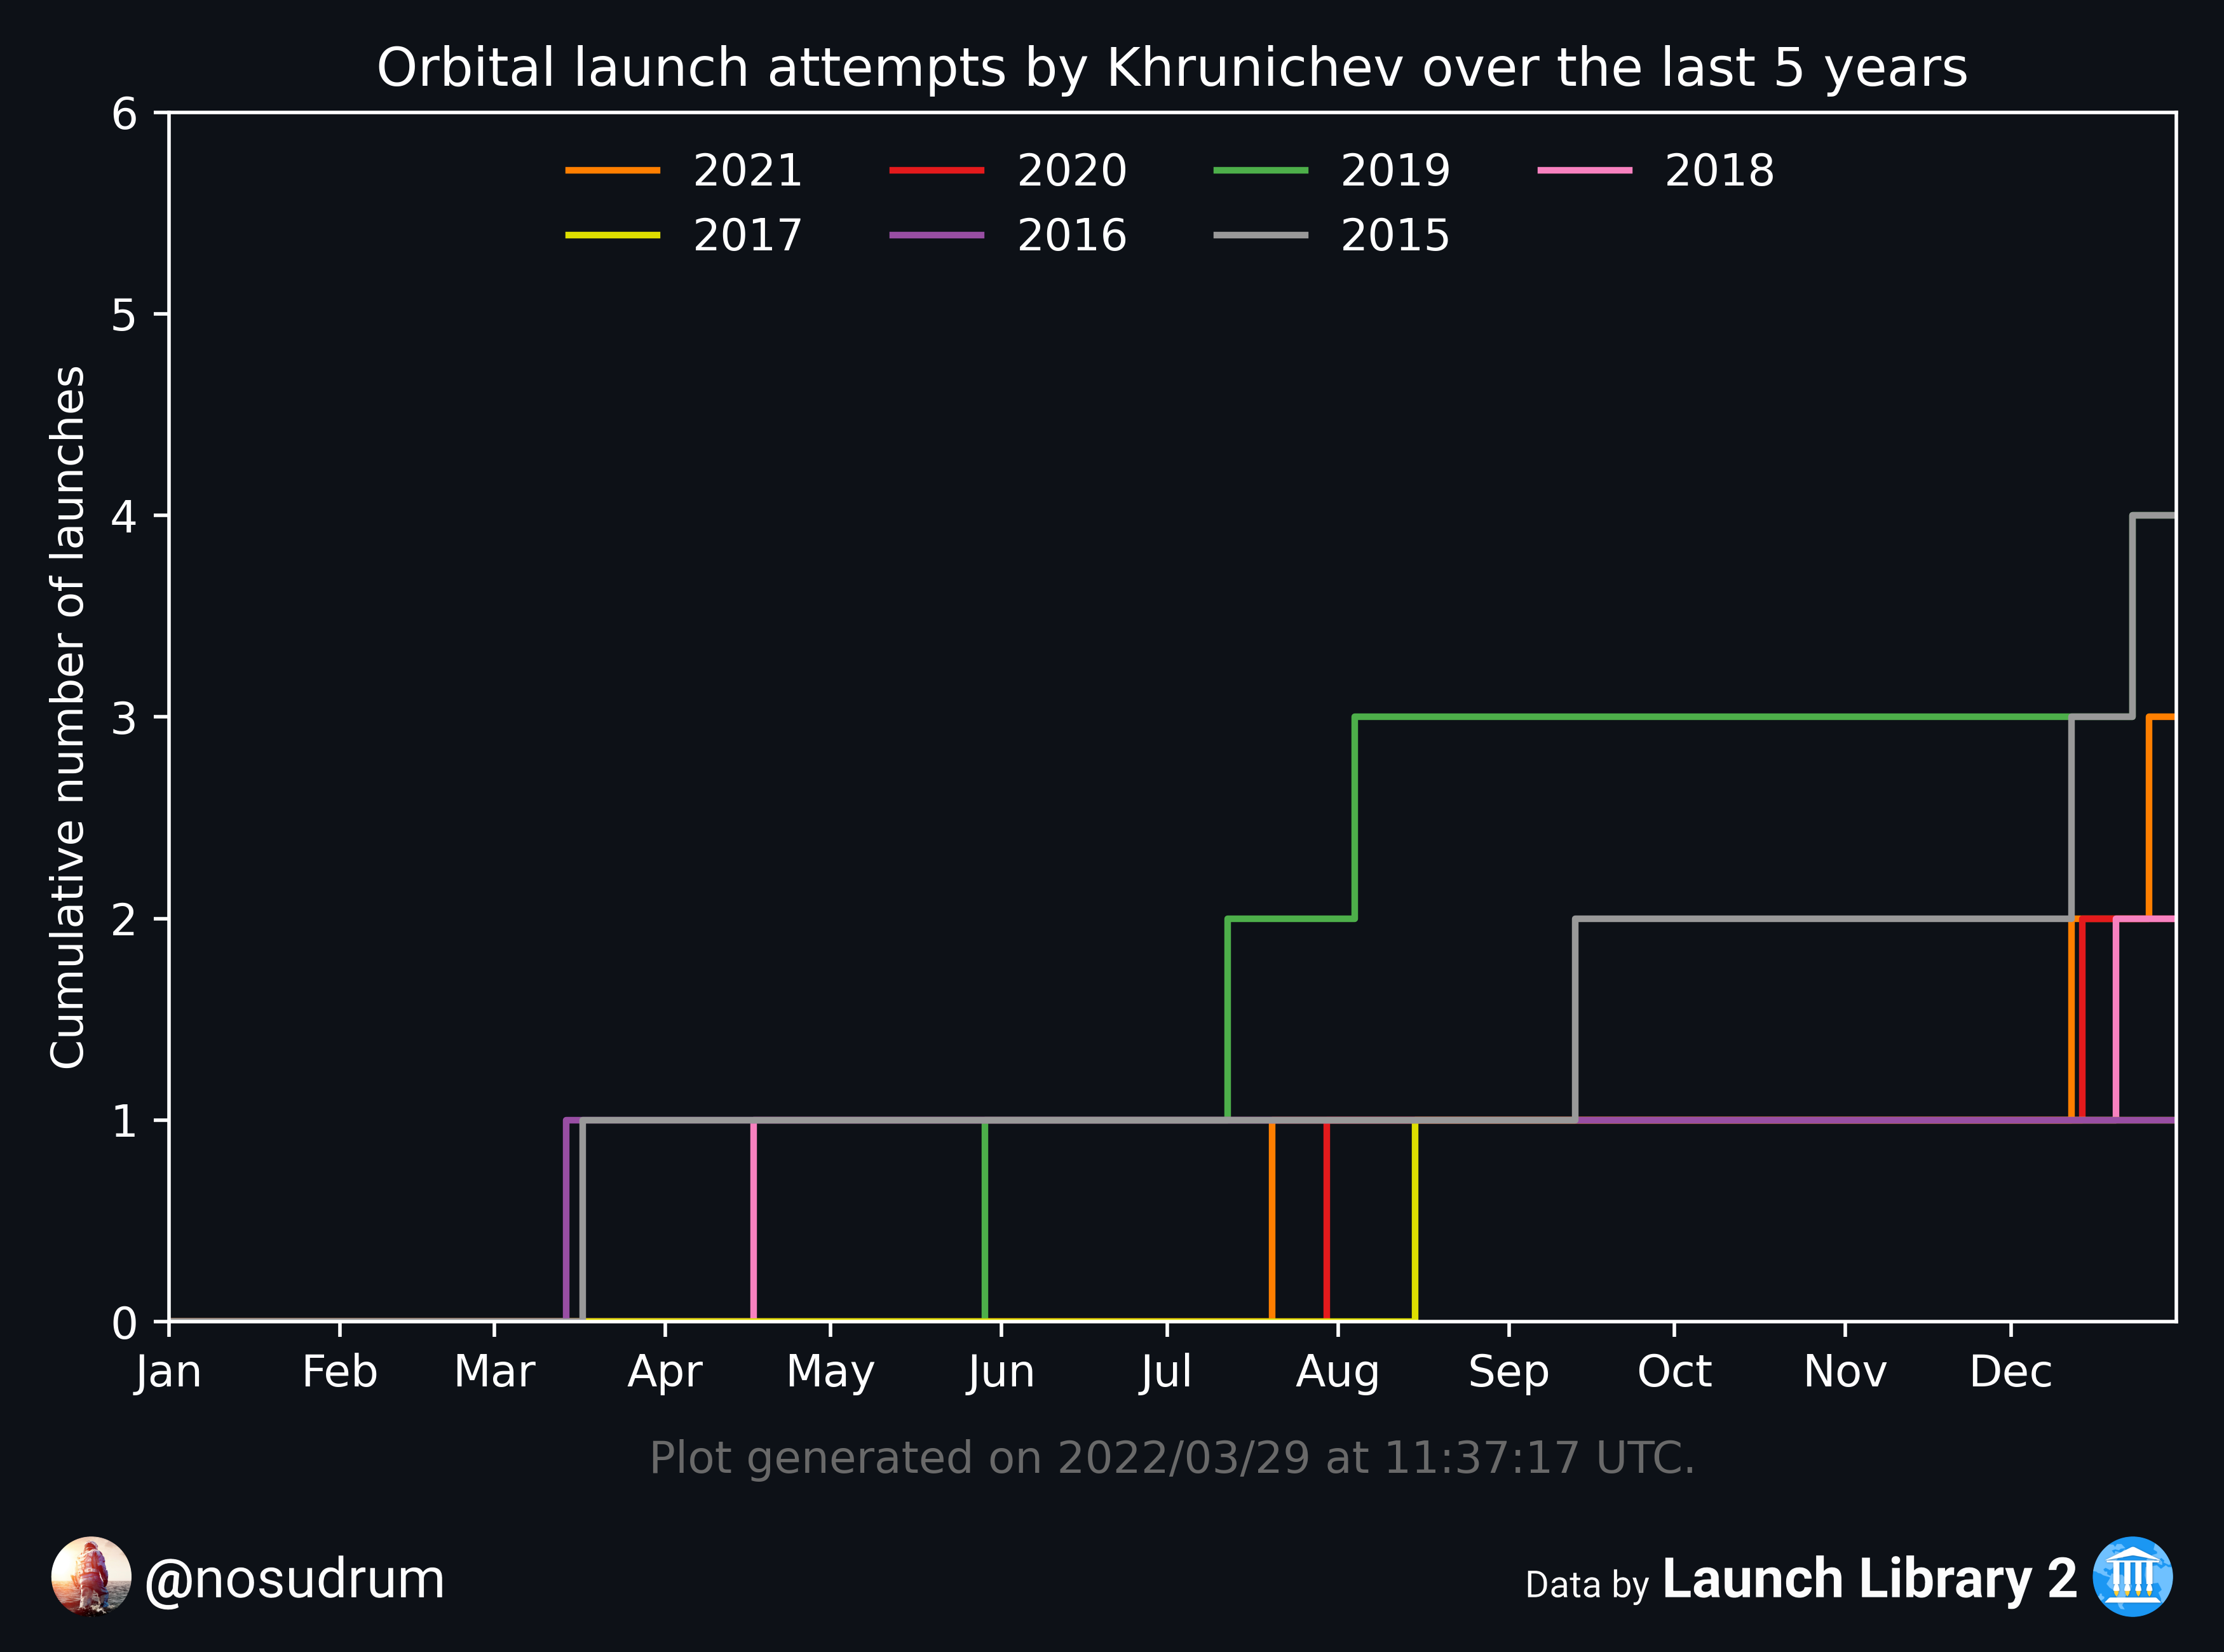 Orbital launch attempts by Khrunichev over the last 5 years
6
2021 2020 2019 2018
2017 2016 2015
5
4
3
2
1
0
Cumulative number of launches
Jan Feb Mar Apr May Jun Jul Aug Sep Oct Nov Dec
Plot generated on 2022/03/29 at 11:37:17 UTC.
@nosudrum
Data by Launch Library 2